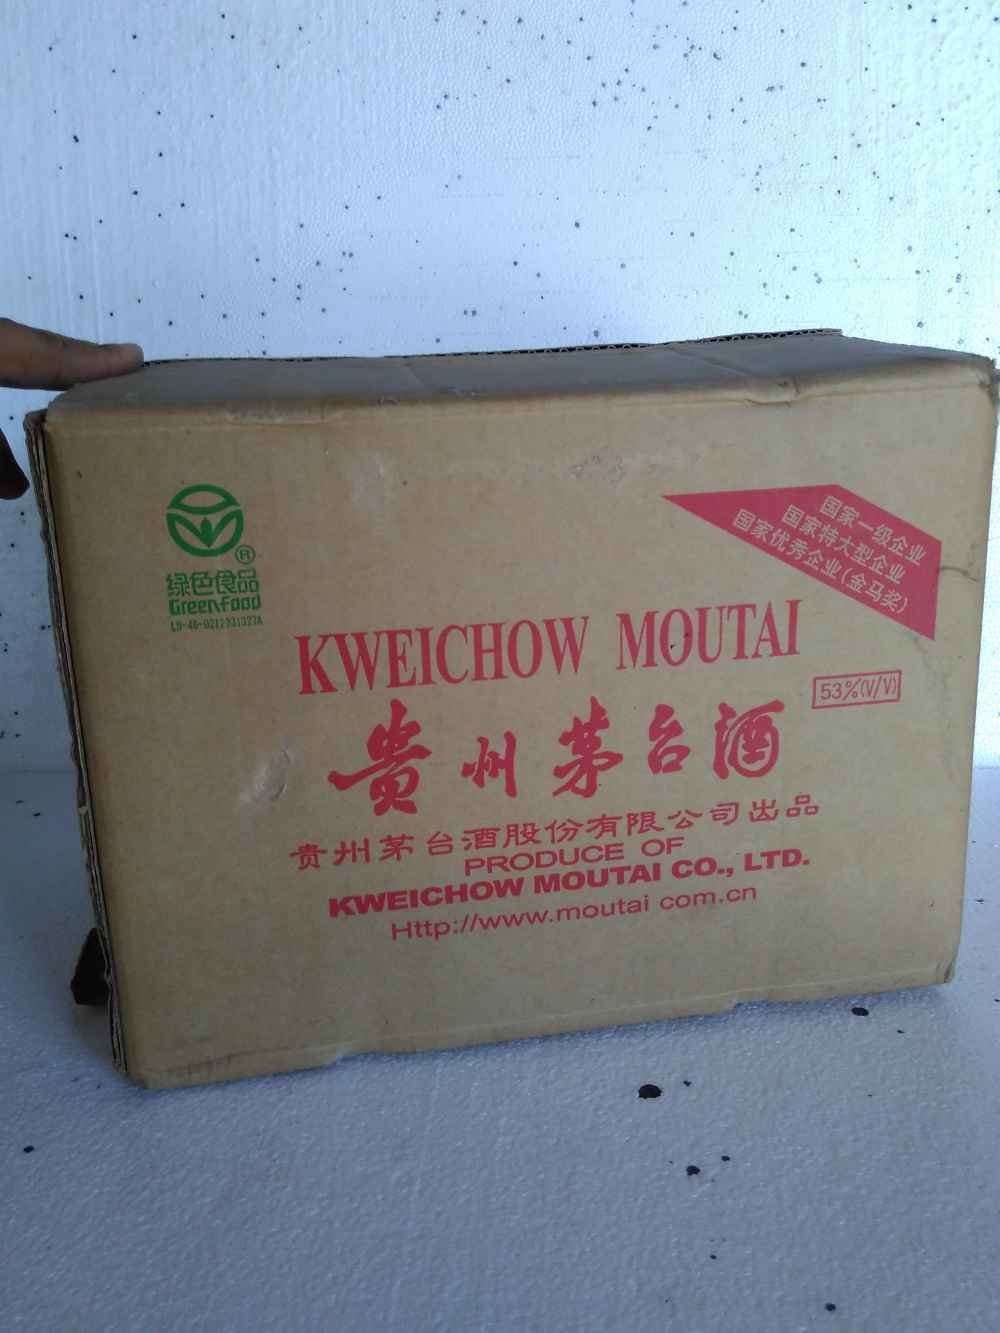 ®
绿色食品
Greenfood
LB-46-0212231327A
国家一级企业
国家特大型企业
国家优秀企业(金马奖)
KWEICHOW MOUTAI
53%(V/V)
贵州茅台酒
贵州茅台酒股份有限公司出品
PRODUCE OF
KWEICHOW MOUTAI CO., LTD.
Http://www.moutai com.cn